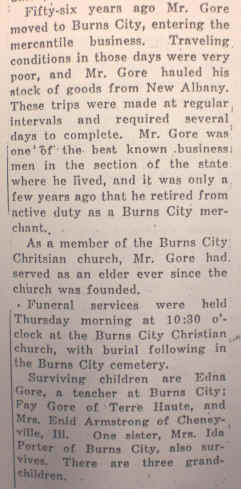 Fifty-six years ago Mr. Gore
moved to Burns City, entering the
mercantile business. Traveling
conditions in those days were very
poor, and Mr. Gore hauled his
stock of goods from New Albany.
These trips were made at regular
intervals and required several
days to complete. Mr. Gore was
one of the best known business
men in the section of the state
where he lived, and it was only a
few years ago that he retired from
active duty as a Burns City mer-
chant.
As a member of the Burns City
Chritsian church, Mr. Gore had
served as an elder ever since the
church was founded.
Funeral services were held
Thursday morning at 10:30 o'-
clock at the Burns City Christian
church, with burial following in
the Burns City cemetery.
Surviving children are Edna
Gore, a teacher at Burns City;
Fay Gore of Terre Haute, and
Mrs. Enid Armstrong of Cheney-
ville, Ill. One sister, Mrs. Ida
Porter of Burns City, also sur-
vives. There are three grand-
children.